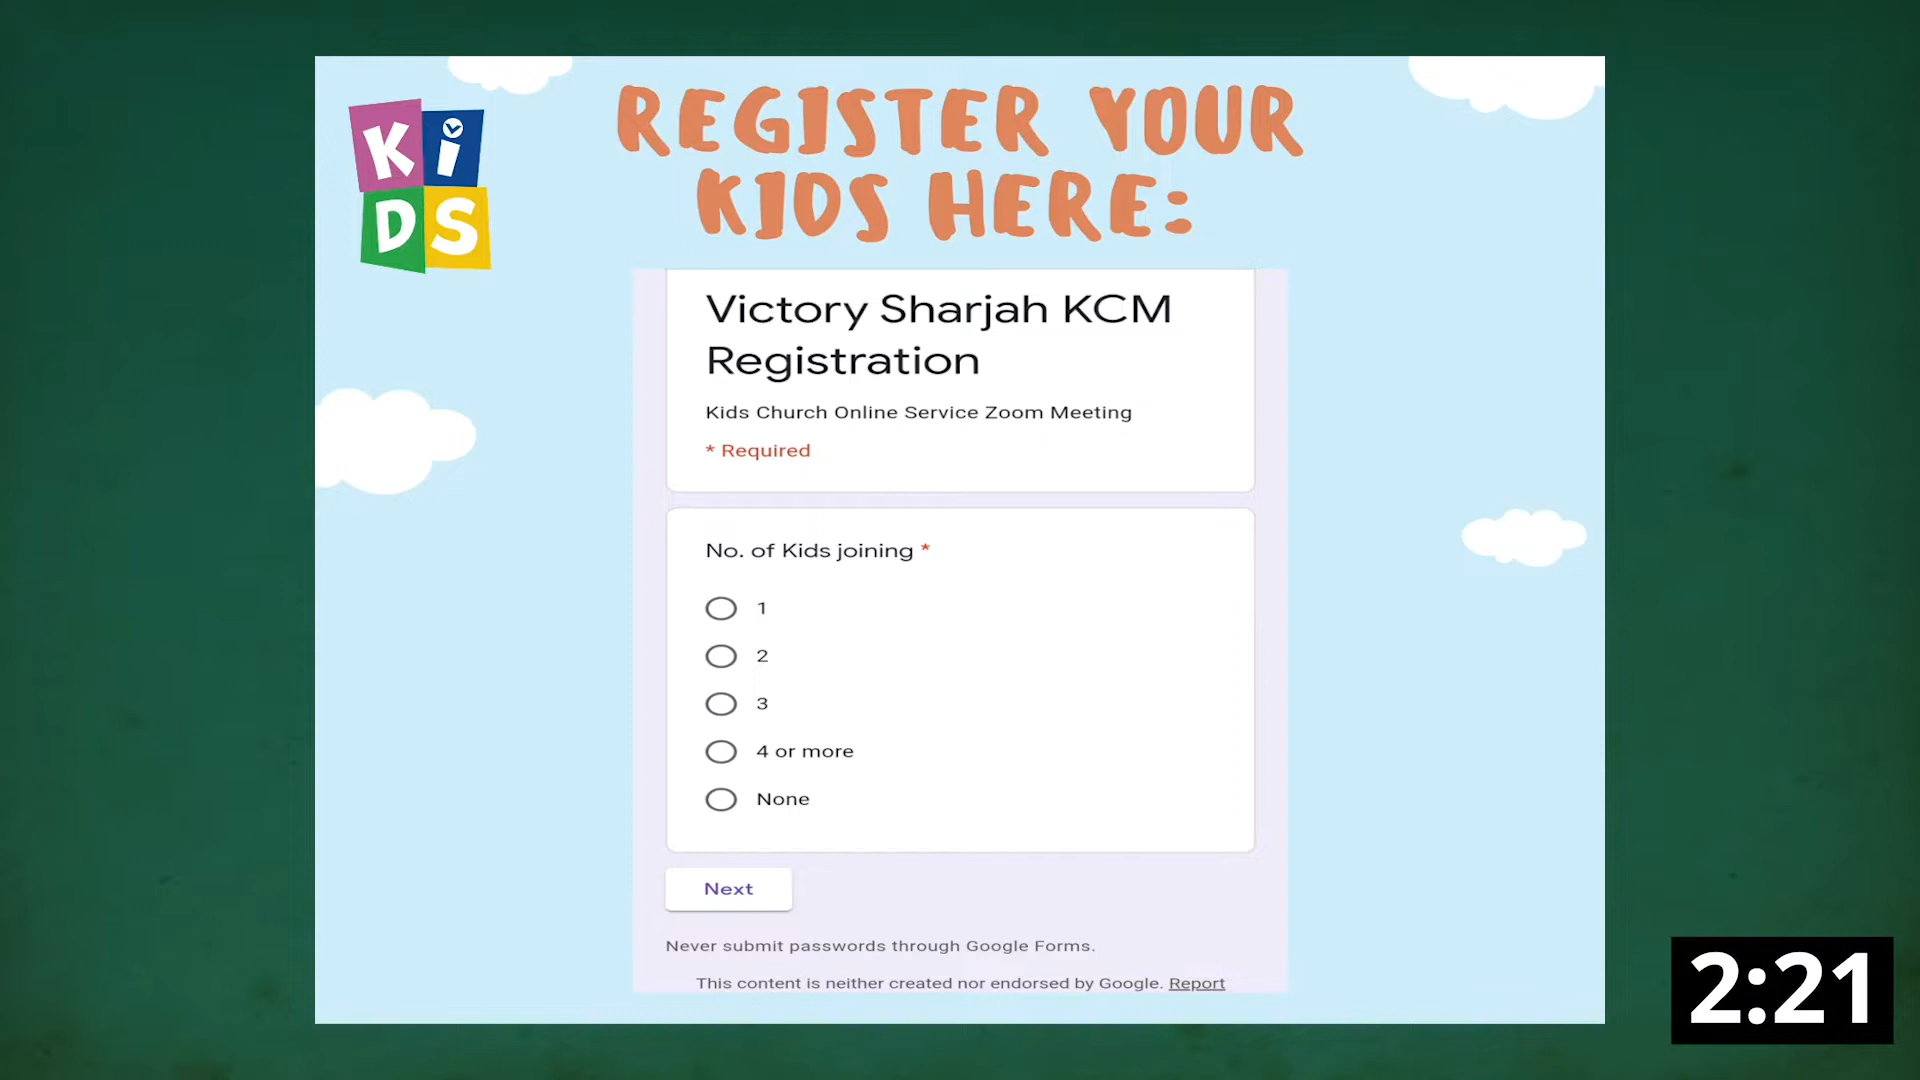 KiDS
REGISTER YOUR
KIDS HERE:
Victory Sharjah KCM
Registration
Kids Church Online Service Zoom Meeting
* Required
No. of Kids joining *
1
2
3
4 or more
None
Next
Never submit passwords through Google Forms.
This content is neither created nor endorsed by Google. Report
2:21